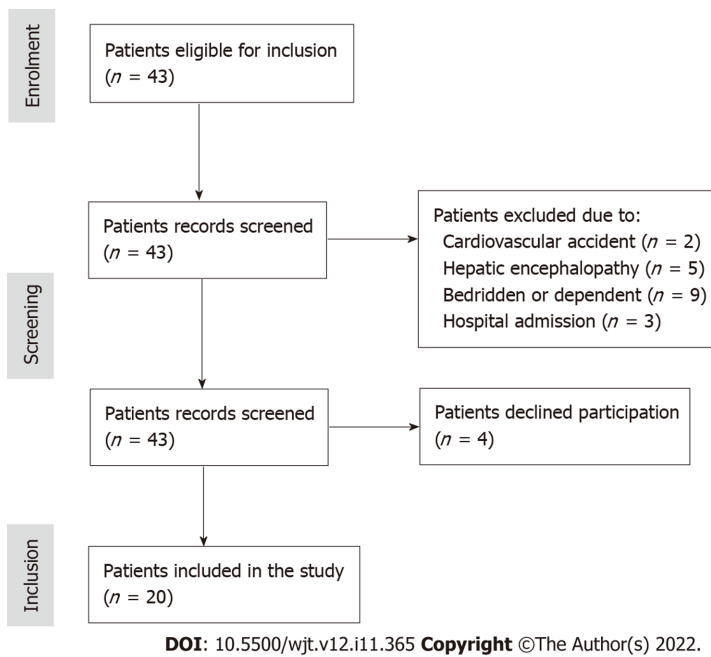 Enrolment
Patients eligible for inclusion
(n = 43)
Patients records screened
(n = 43)
Patients excluded due to:
Cardiovascular accident (n = 2)
Hepatic encephalopathy (n = 5)
Bedridden or dependent (n = 9)
Hospital admission (n = 3)
Screening
Patients records screened
(n = 43)
Patients declined participation
(n = 4)
Inclusion
Patients included in the study
(n = 20)
DOI: 10.5500/wjt.v12.i11.365 Copyright ©The Author(s) 2022.